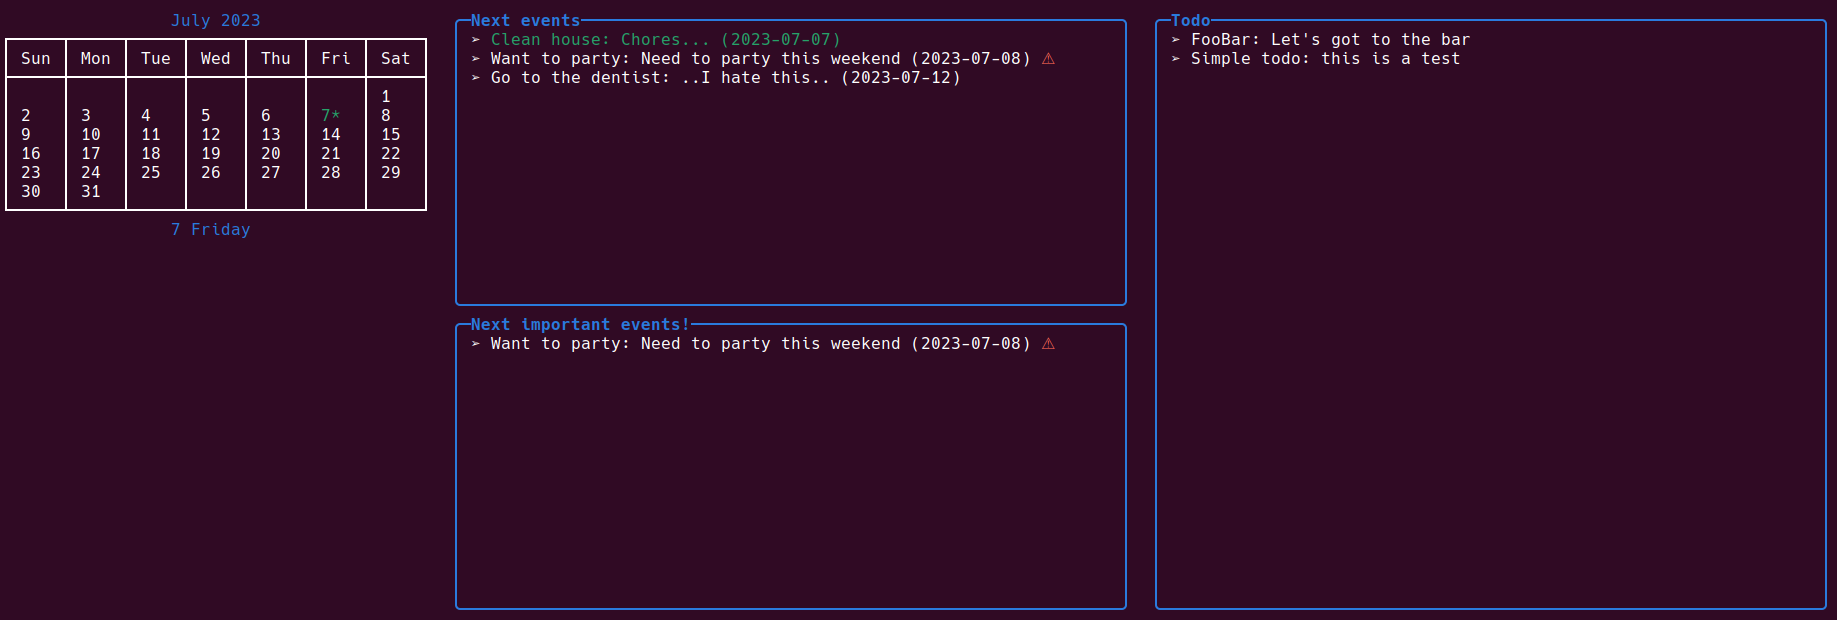 July 2023
Sun Mon Tue Wed Thu Fri Sat
1
2 3 4 5 6 7* 8
9 10 11 12 13 14 15
16 17 18 19 20 21 22
23 24 25 26 27 28 29
30 31
7 Friday
Next events
➢ Clean house: Chores... (2023-07-07)
➢ Want to party: Need to party this weekend (2023-07-08) ⚠
➢ Go to the dentist: ..I hate this.. (2023-07-12)
Next important events!
➢ Want to party: Need to party this weekend (2023-07-08) ⚠
Todo
➢ FooBar: Let's got to the bar
➢ Simple todo: this is a test